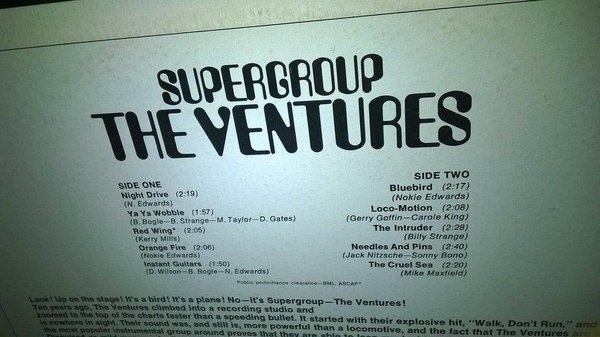 SUPERGROUP
THE VENTURES
SIDE ONE
Night Drive (2:19)
(N. Edwards)
Ya Ya Wobble (1:57)
(B. Bogle—B. Strange—M. Taylor—D. Gates)
Red Wing* (2:05)
(Kerry Mills)
Orange Fire (2:06)
(Nokie Edwards)
Instant Guitars (1:50)
(D. Wilson—B. Bogle—N. Edwards)
SIDE TWO
Bluebird (2:17)
(Nokie Edwards)
Loco-Motion (2:08)
(Gerry Goffin—Carole King)
The Intruder (2:28)
(Billy Strange)
Needles And Pins (2:40)
(Jack Nitzsche—Sonny Bono)
The Cruel Sea (2:20)
(Mike Maxfield)
Public performance clearance—BMI, ASCAP*
Look! Up on the stage! It's a bird! It's a plane! No—it's Supergroup—The Ventures!
Ten years ago, The Ventures climbed into a recording studio and
zoomed to the top of the charts faster than a speeding bullet. It started with their explosive hit, "Walk, Don't Run," and
is nowhere in sight. Their sound was, and still is, more powerful than a locomotive, and the fact that The Ventures are
the most popular instrumental group around proves that they